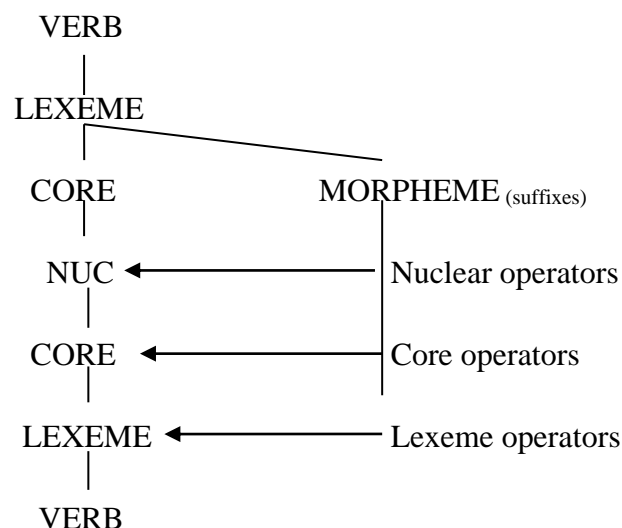 VERB
LEXEME
CORE MORPHEME (suffixes)
NUC Nuclear operators
CORE Core operators
LEXEME Lexeme operators
VERB